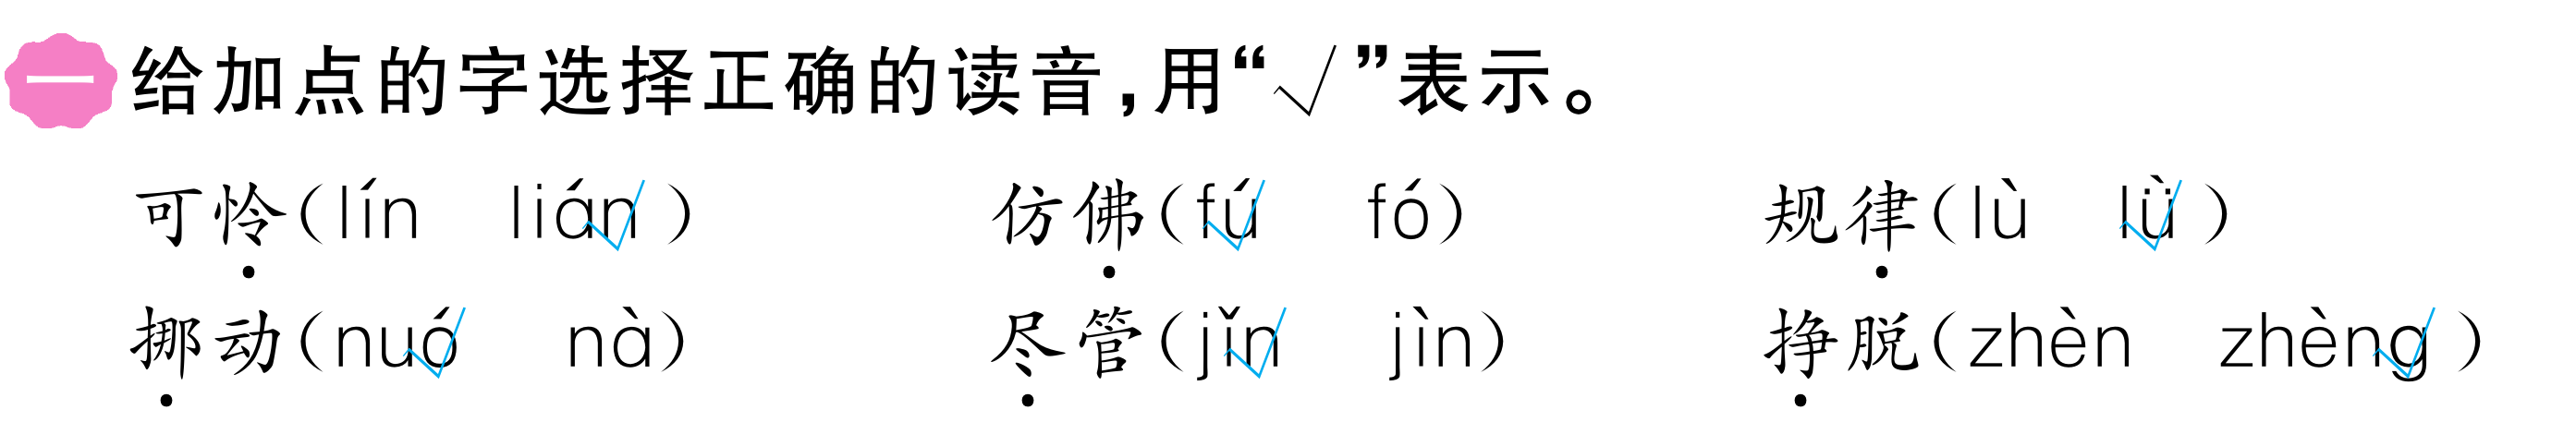 一 给加点的字选择正确的读音,用“√”表示。
可怜(lín lián√) 仿佛(fú√ fó) 规律(lù lǜ√)
挪动(nuó√ nà) 尽管(jǐn√ jìn) 挣脱(zhèn zhèng√)